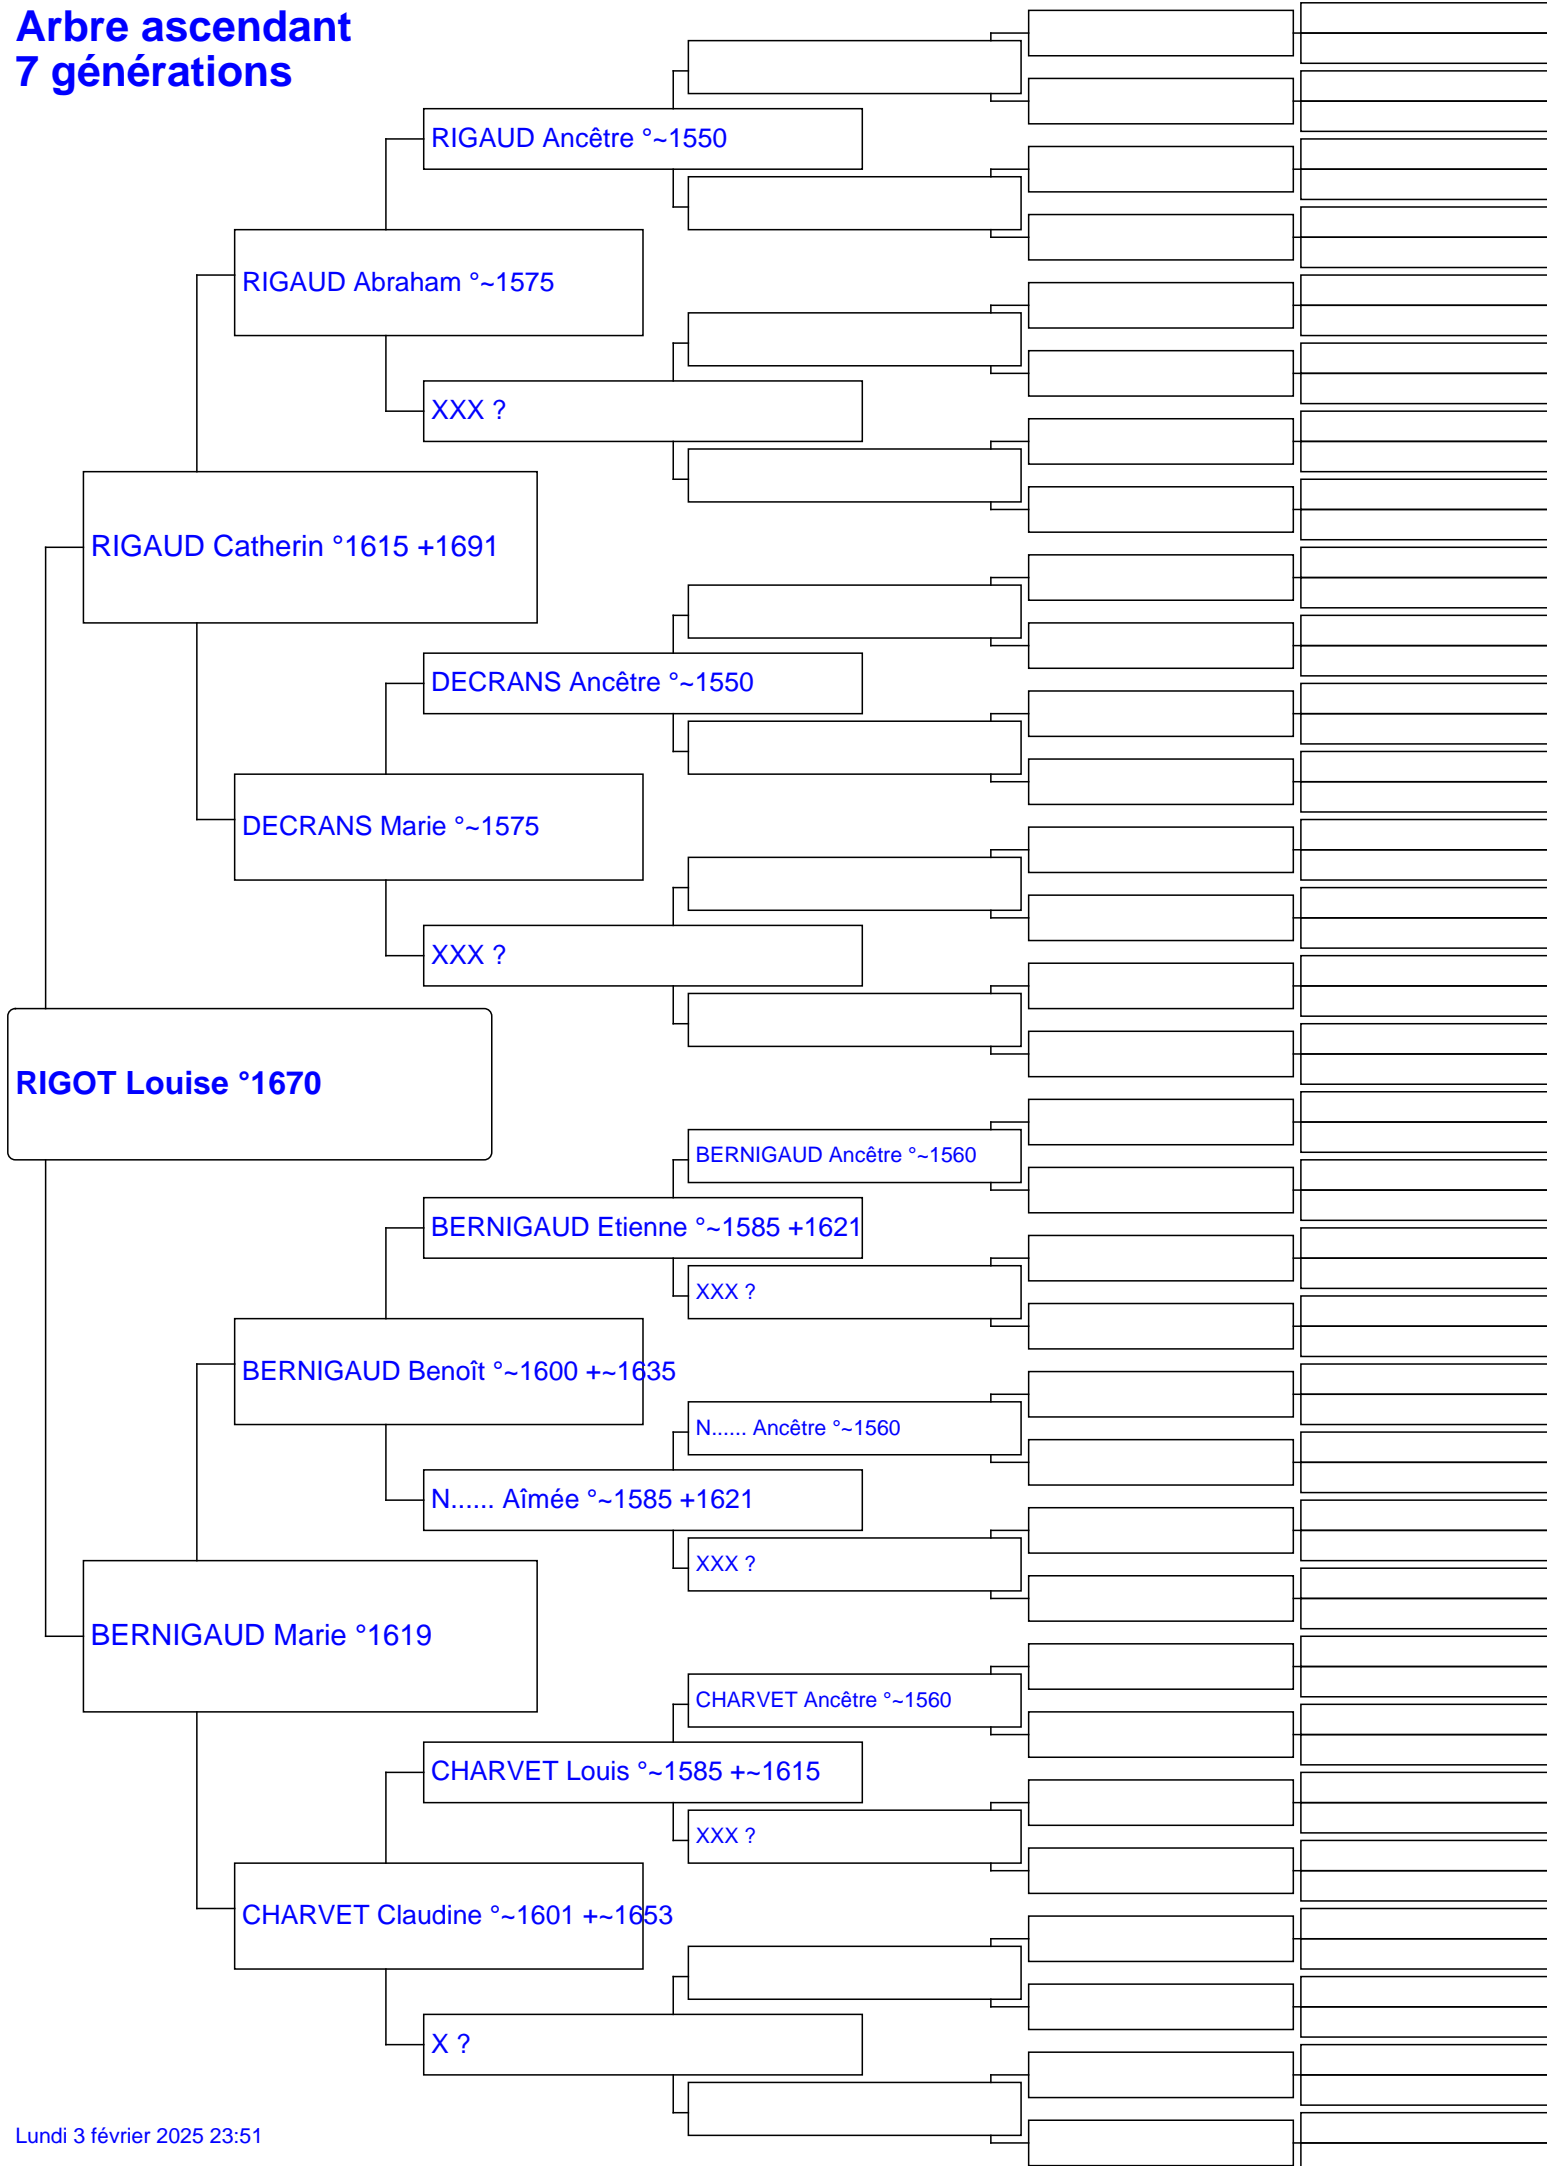 Arbre ascendant
7 générations
RIGAUD Ancêtre °~1550
RIGAUD Abraham °~1575
XXX ?
RIGAUD Catherin °1615 +1691
DECRANS Ancêtre °~1550
DECRANS Marie °~1575
XXX ?
RIGOT Louise °1670
BERNIGAUD Ancêtre °~1560
BERNIGAUD Etienne °~1585 +1621
XXX ?
BERNIGAUD Benoît °~1600 +~1635
N...... Ancêtre °~1560
N...... Aîmée °~1585 +1621
XXX ?
BERNIGAUD Marie °1619
CHARVET Ancêtre °~1560
CHARVET Louis °~1585 +~1615
XXX ?
CHARVET Claudine °~1601 +~1653
X ?
Lundi 3 février 2025 23:51